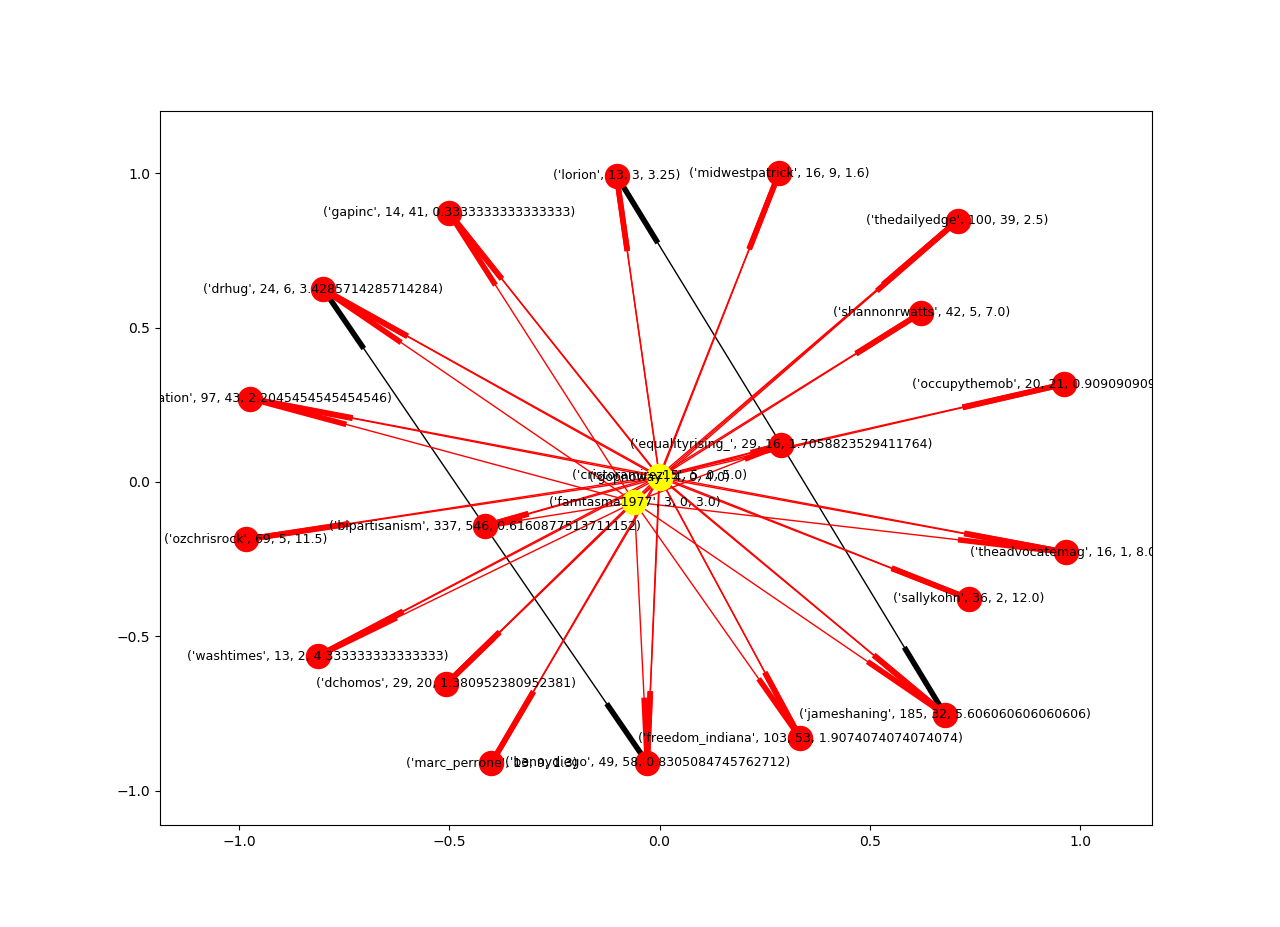 1.0
('lorion', 13, 3, 3.25)
('midwestpatrick', 16, 9, 1.6)
('gapinc', 14, 41, 0.3333333333333333)
('thedailyedge', 100, 39, 2.5)
0.5
('drhug', 24, 6, 3.4285714285714284)
('shannonrwatts', 42, 5, 7.0)
('occupythemob', 20, 21, 0.909090909
ation', 97, 43, 2.2045454545454546)
('equalityrising_', 29, 16, 1.7058823529411764)
0.0
('famtasma1977', 3, 0, 3.0)
('bipartisanism', 337, 546, 0.6160877513711152)
('ozchrisrock', 69, 5, 11.5)
('theadvocatemag', 16, 1, 8.0
('sallykohn', 36, 2, 12.0)
−0.5
('washtimes', 13, 2, 4.333333333333333)
('dchomos', 29, 20, 1.380952380952381)
('jameshaning', 185, 32, 5.606060606060606)
('freedom_indiana', 103, 53, 1.9074074074074074)
('marc_perrone', 13, 9, 1.3)
('bennydiego', 49, 58, 0.8305084745762712)
−1.0
−1.0 −0.5 0.0 0.5 1.0